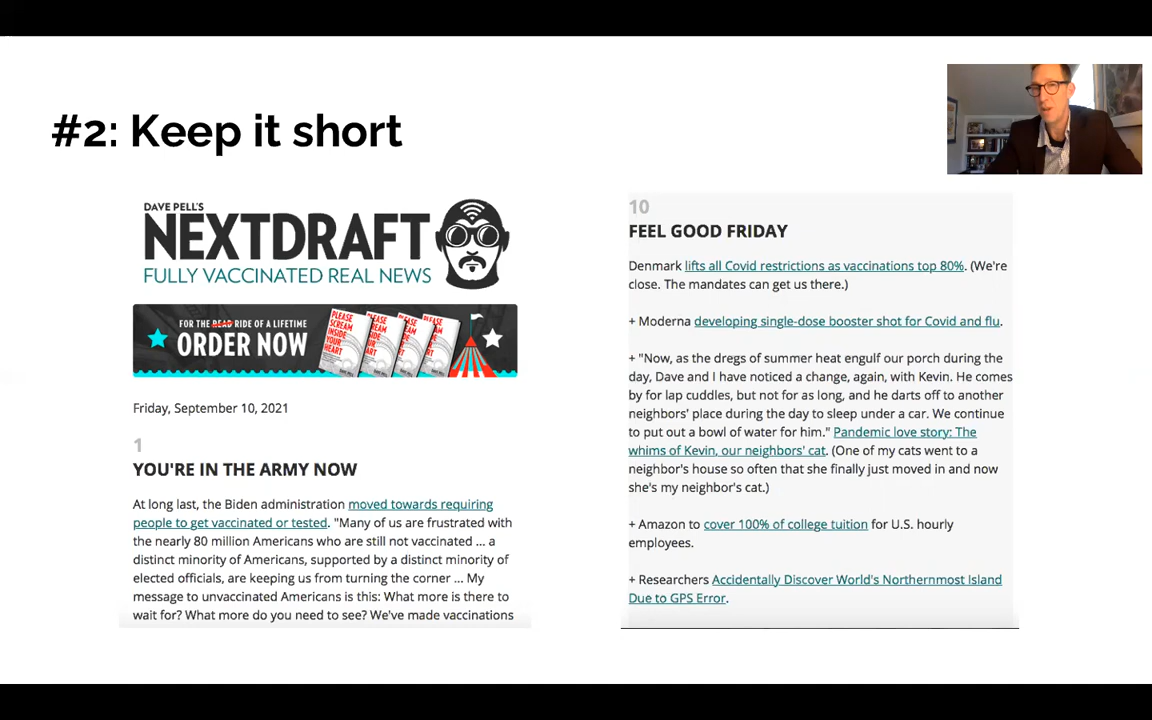 #2: Keep it short
DAVE PELL'S
NEXTDRAFT
FULLY VACCINATED REAL NEWS
FOR THE DEAD RIDE OF A LIFETIME
ORDER NOW
PLEASE
SCREAM
INSIDE
YOUR
HEART
Friday, September 10, 2021
1
YOU'RE IN THE ARMY NOW
At long last, the Biden administration moved towards requiring
people to get vaccinated or tested. "Many of us are frustrated with
the nearly 80 million Americans who are still not vaccinated ... a
distinct minority of Americans, supported by a distinct minority of
elected officials, are keeping us from turning the corner ... My
message to unvaccinated Americans is this: What more is there to
wait for? What more do you need to see? We've made vaccinations
10
FEEL GOOD FRIDAY
Denmark lifts all Covid restrictions as vaccinations top 80%. (We're
close. The mandates can get us there.)
+ Moderna developing single-dose booster shot for Covid and flu.
+ "Now, as the dregs of summer heat engulf our porch during the
day, Dave and I have noticed a change, again, with Kevin. He comes
by for lap cuddles, but not for as long, and he darts off to another
neighbors' place during the day to sleep under a car. We continue
to put out a bowl of water for him." Pandemic love story: The
whims of Kevin, our neighbors' cat. (One of my cats went to a
neighbor's house so often that she finally just moved in and now
she's my neighbor's cat.)
+ Amazon to cover 100% of college tuition for U.S. hourly
employees.
+ Researchers Accidentally Discover World's Northernmost Island
Due to GPS Error.